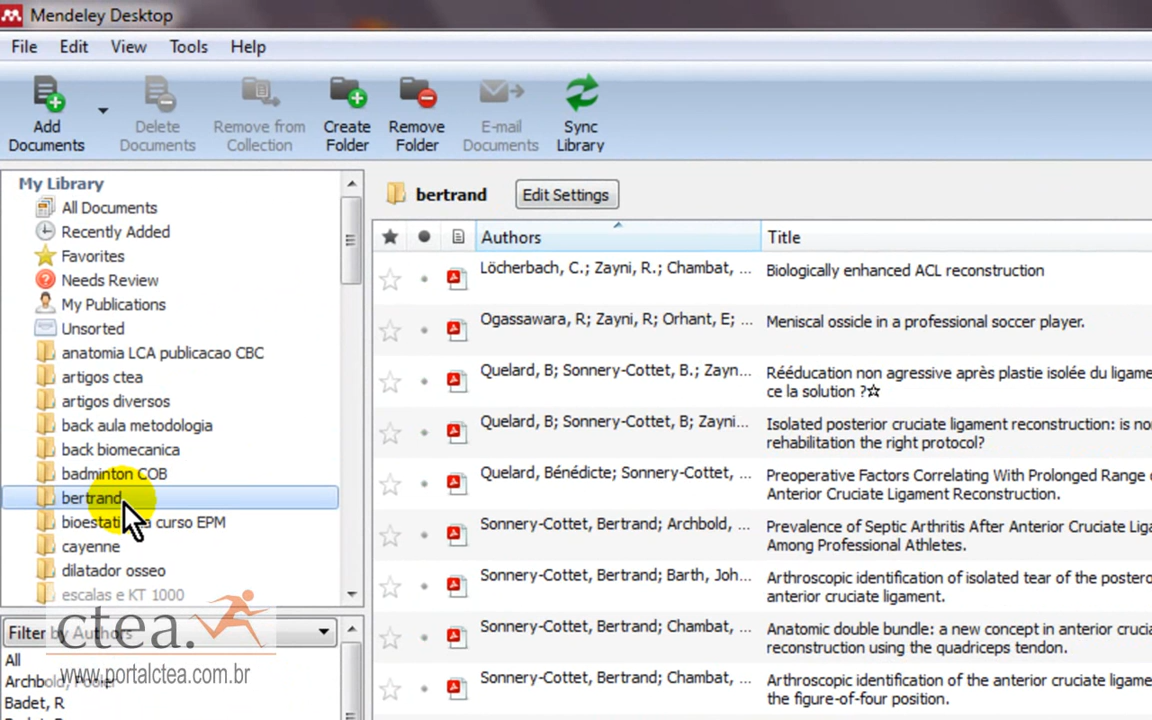 Mendeley Desktop
File Edit View Tools Help
Add Documents
Delete Documents
Remove from Collection
Create Folder
Remove Folder
E-mail Documents
Sync Library
My Library
All Documents
Recently Added
Favorites
Needs Review
My Publications
Unsorted
anatomia LCA publicacao CBC
artigos ctea
artigos diversos
back aula metodologia
back biomecanica
badminton COB
bertrand
curso EPM
cayenne
dilatador osseo
escalas e KT 1000
Filter by Authors
All
Badet, R
ctea.
www.portalctea.com.br
bertrand Edit Settings
Authors Title
Löcherbach, C.; Zayni, R.; Chambat, ... Biologically enhanced ACL reconstruction
Ogassawara, R; Zayni, R; Orhant, E; ... Meniscal ossicle in a professional soccer player.
Quelard, B; Sonnery-Cottet, B.; Zayn... Rééducation non agressive après plastie isolée du ligame
ce la solution ?☆
Quelard, B; Sonnery-Cottet, B; Zayni... Isolated posterior cruciate ligament reconstruction: is no
rehabilitation the right protocol?
Quelard, Bénédicte; Sonnery-Cottet, ... Preoperative Factors Correlating With Prolonged Range o
Anterior Cruciate Ligament Reconstruction.
Sonnery-Cottet, Bertrand; Archbold, ... Prevalence of Septic Arthritis After Anterior Cruciate Liga
Among Professional Athletes.
Sonnery-Cottet, Bertrand; Barth, Joh... Arthroscopic identification of isolated tear of the postero
anterior cruciate ligament.
Sonnery-Cottet, Bertrand; Chambat, ... Anatomic double bundle: a new concept in anterior crucia
reconstruction using the quadriceps tendon.
Sonnery-Cottet, Bertrand; Chambat, ... Arthroscopic identification of the anterior cruciate ligame
the figure-of-four position.